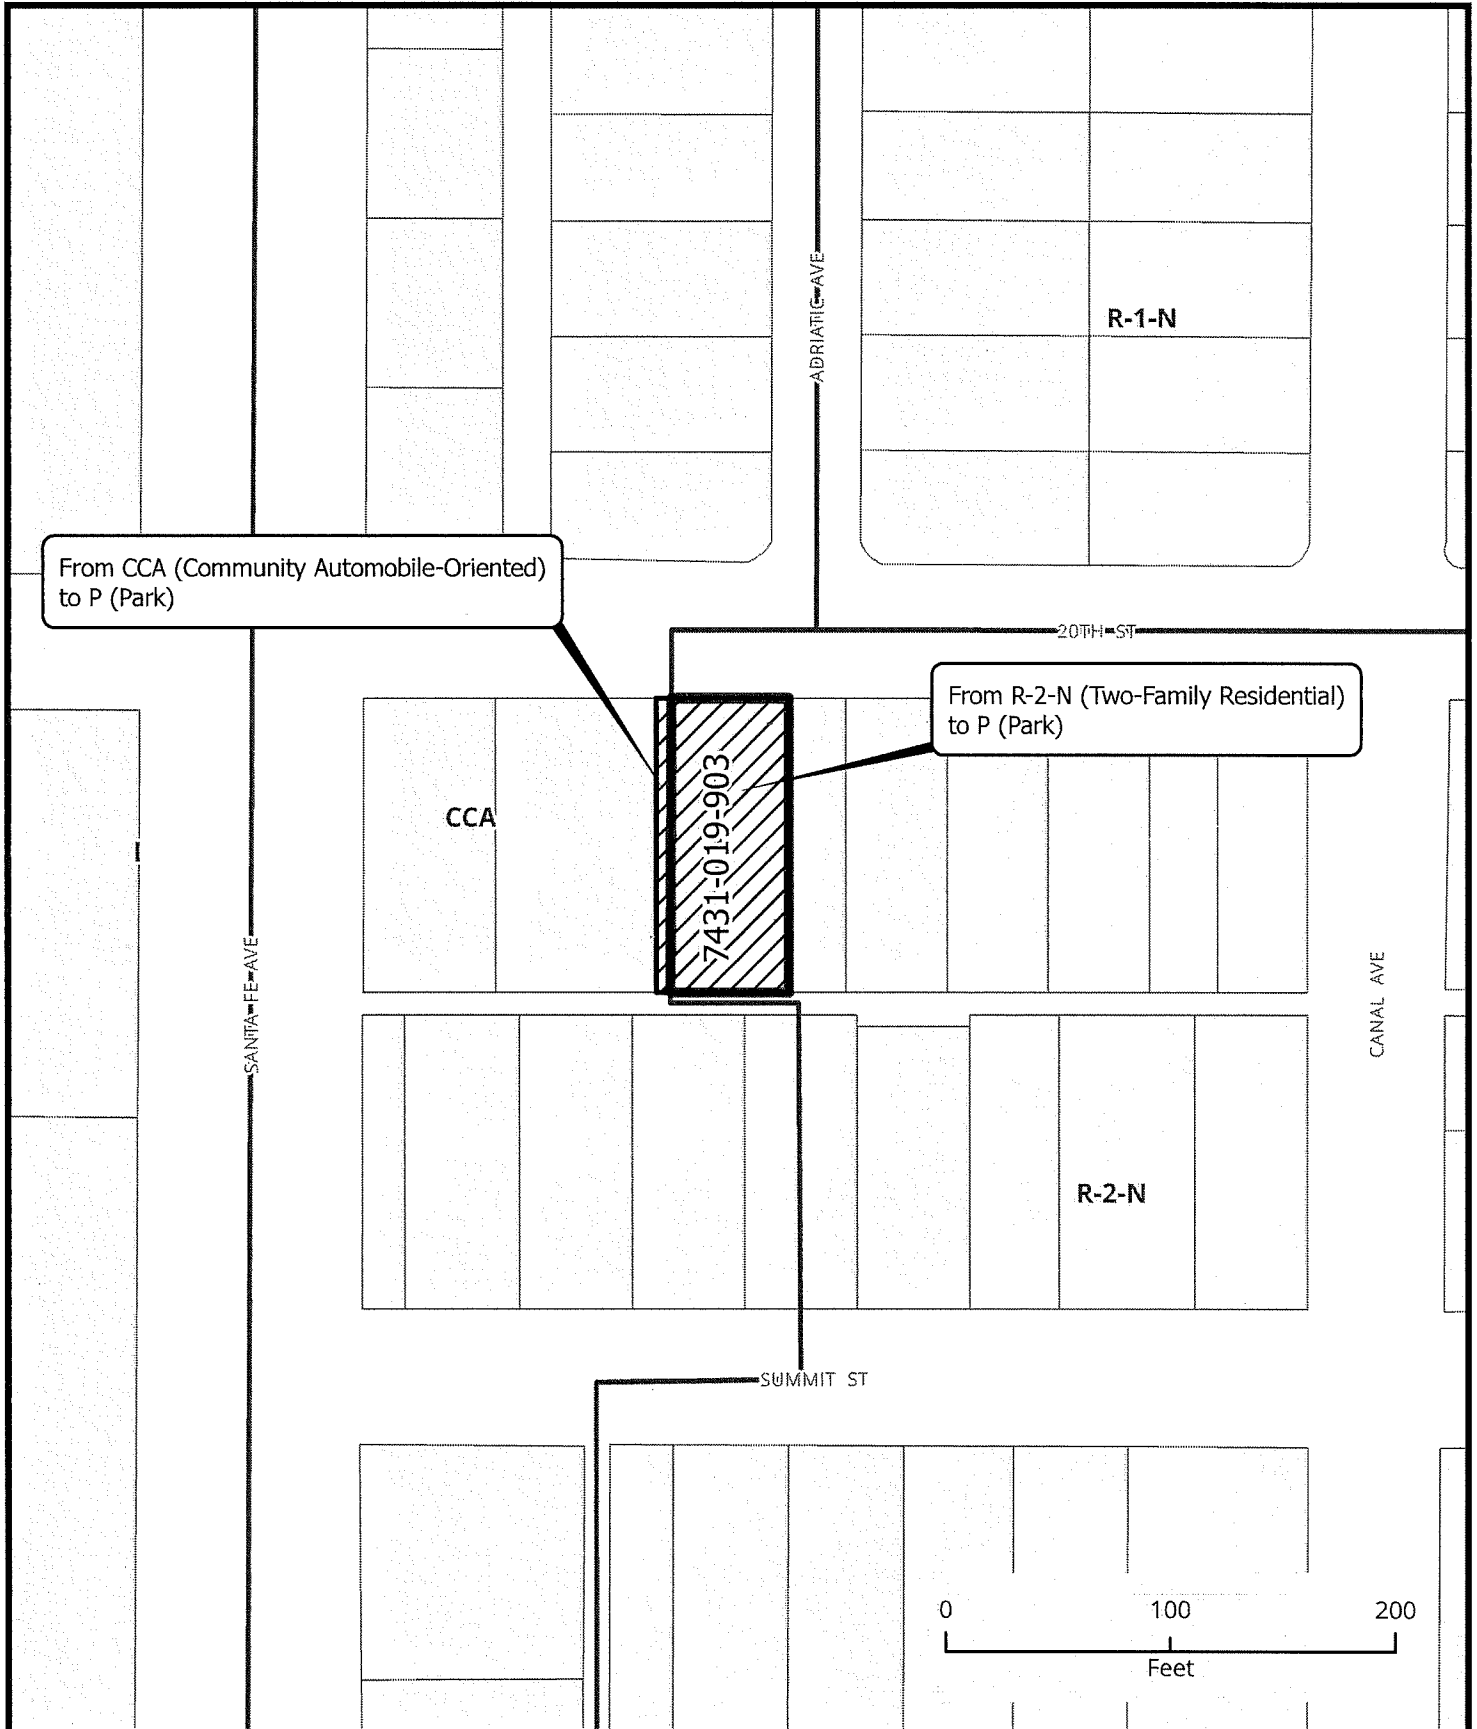 ADRIATIC AVE
R-1-N
From CCA (Community Automobile-Oriented)
to P (Park)
20TH ST
From R-2-N (Two-Family Residential)
to P (Park)
7431-019-903
CCA
SANTA FE AVE
CANAL AVE
R-2-N
SUMMIT ST
0 100 200
Feet